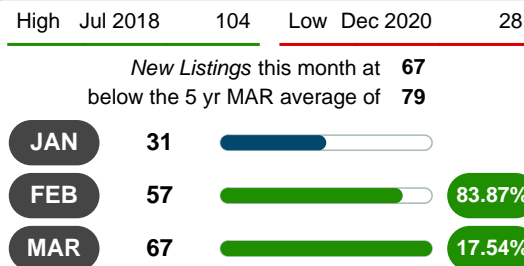 High Jul 2018 104 Low Dec 2020 28
New Listings this month at 67
below the 5 yr MAR average of 79
JAN 31
FEB 57 83.87%
MAR 67 17.54%